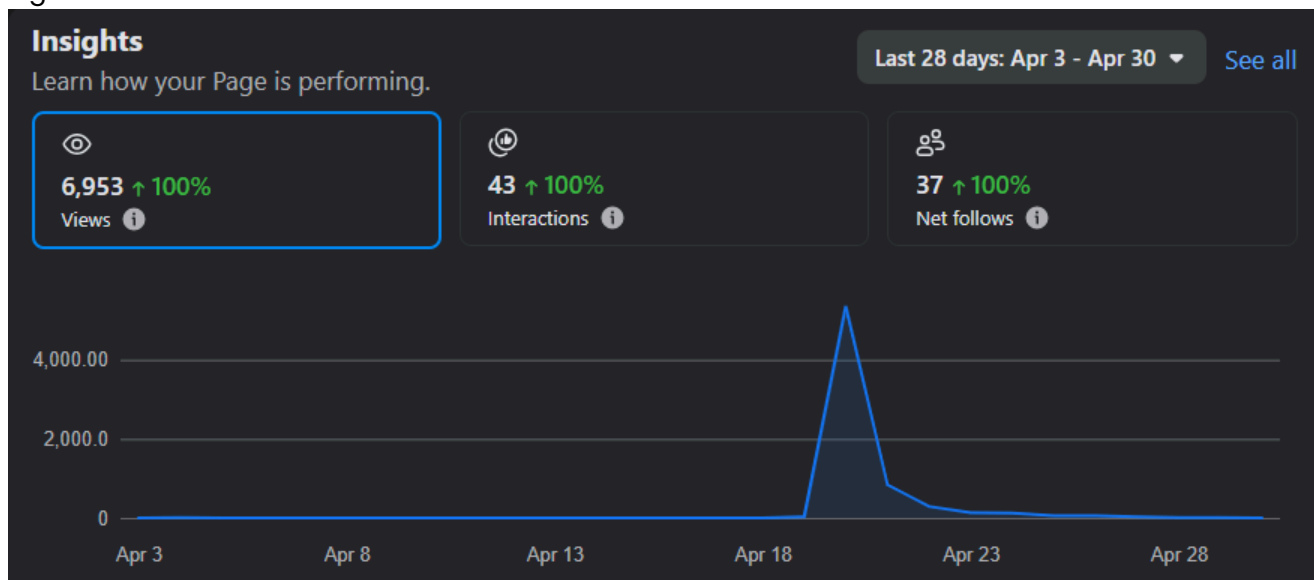 Insights
Last 28 days: Apr 3 - Apr 30
See all
Learn how your Page is performing.
6,953 ↑ 100%
Views
43 ↑ 100%
Interactions
37 ↑ 100%
Net follows
4,000.00
2,000.0
0
Apr 3 Apr 8 Apr 13 Apr 18 Apr 23 Apr 28